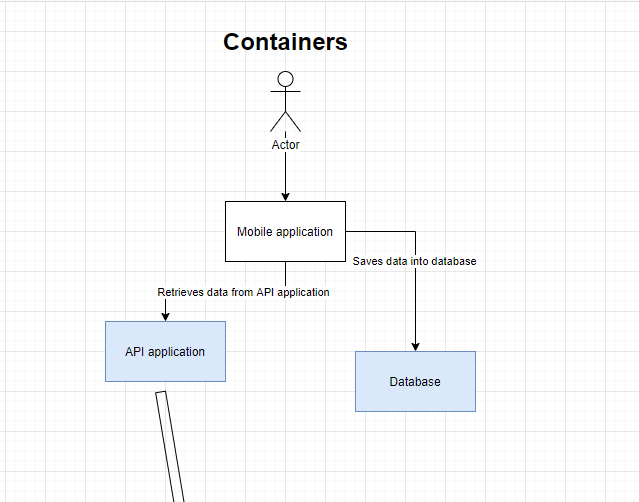 Containers
Actor
Mobile application
Saves data into database
Retrieves data from API application
API application
Database